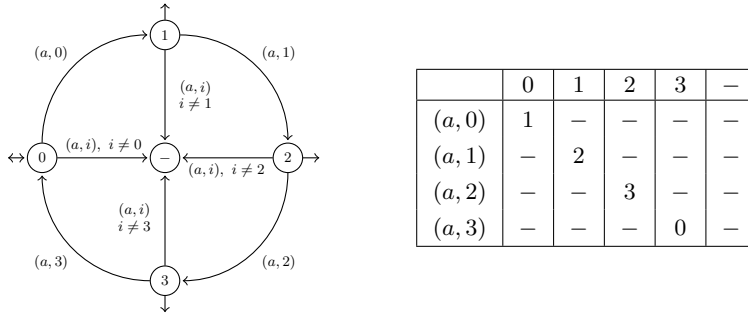 1
(a, 0)
(a, 1)
(a, i)
i ≠ 1
0
(a, i), i ≠ 0
−
(a, i), i ≠ 2
2
(a, i)
i ≠ 3
(a, 3)
(a, 2)
3
0 1 2 3 −
(a, 0) 1 − − − −
(a, 1) − 2 − − −
(a, 2) − − 3 − −
(a, 3) − − − 0 −